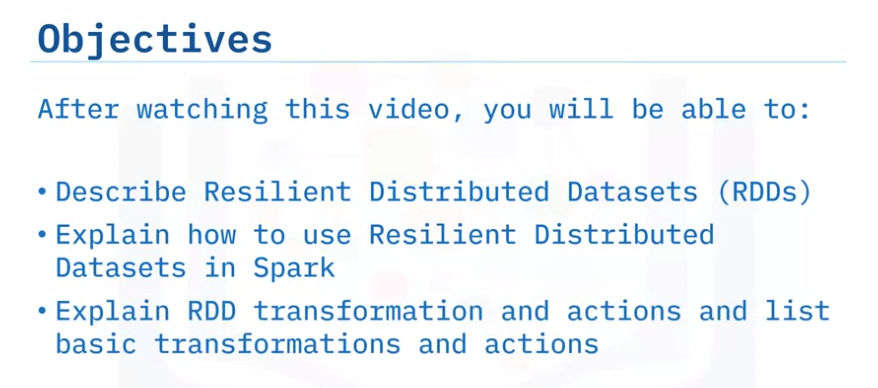 Objectives
After watching this video, you will be able to:
• Describe Resilient Distributed Datasets (RDDs)
• Explain how to use Resilient Distributed
Datasets in Spark
• Explain RDD transformation and actions and list
basic transformations and actions